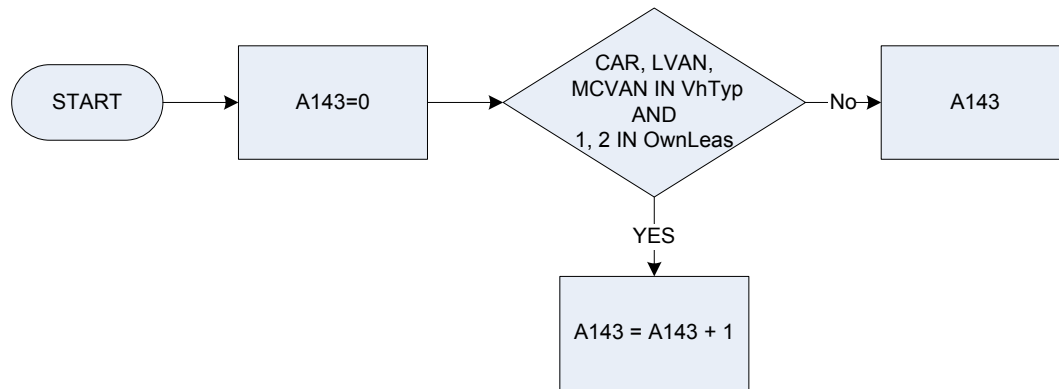 START
A143=0
CAR, LVAN,
MCVAN IN VhTyp
AND
1, 2 IN OwnLeas
No
A143
YES
A143 = A143 + 1